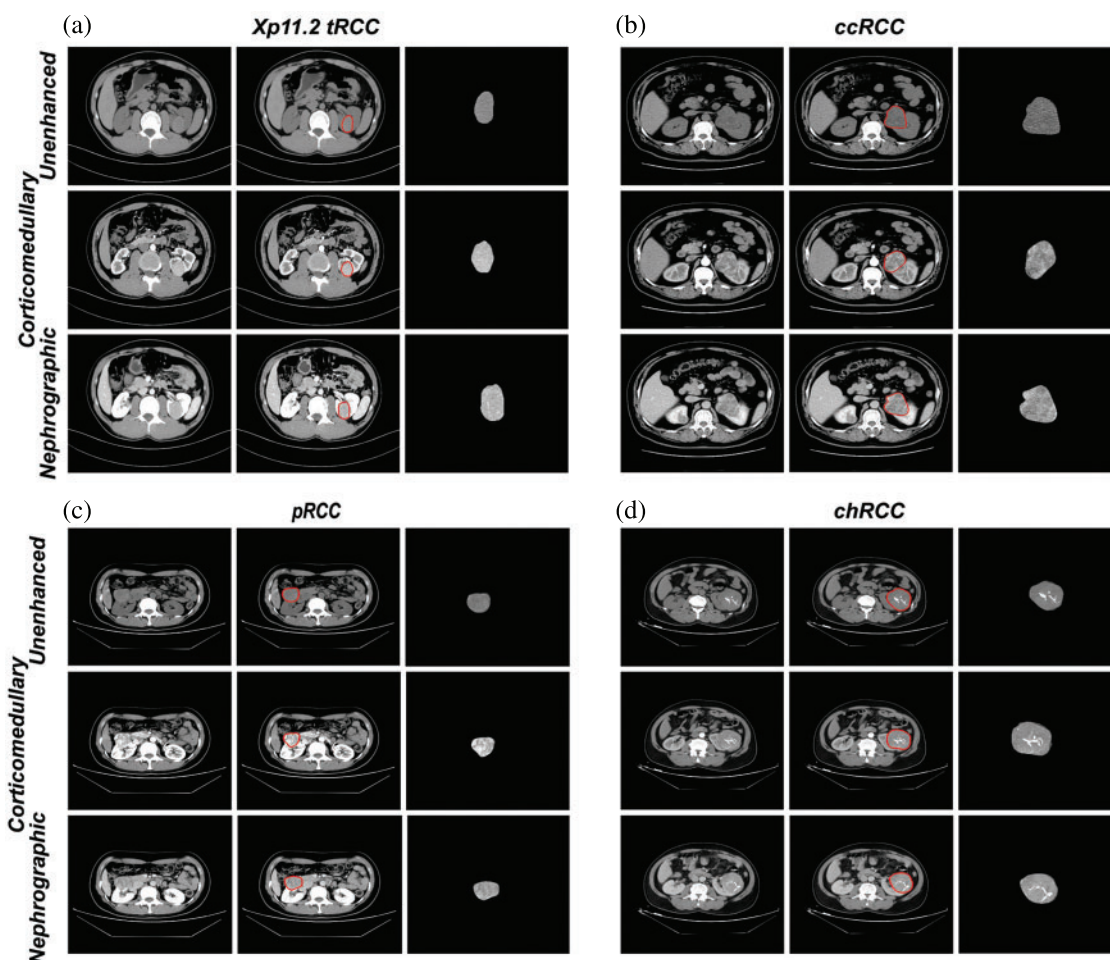 (a) Xp11.2 tRCC
(b) ccRCC
Unenhanced
Corticomedullary
Nephrographic
(c) pRCC
(d) chRCC
Unenhanced
Corticomedullary
Nephrographic